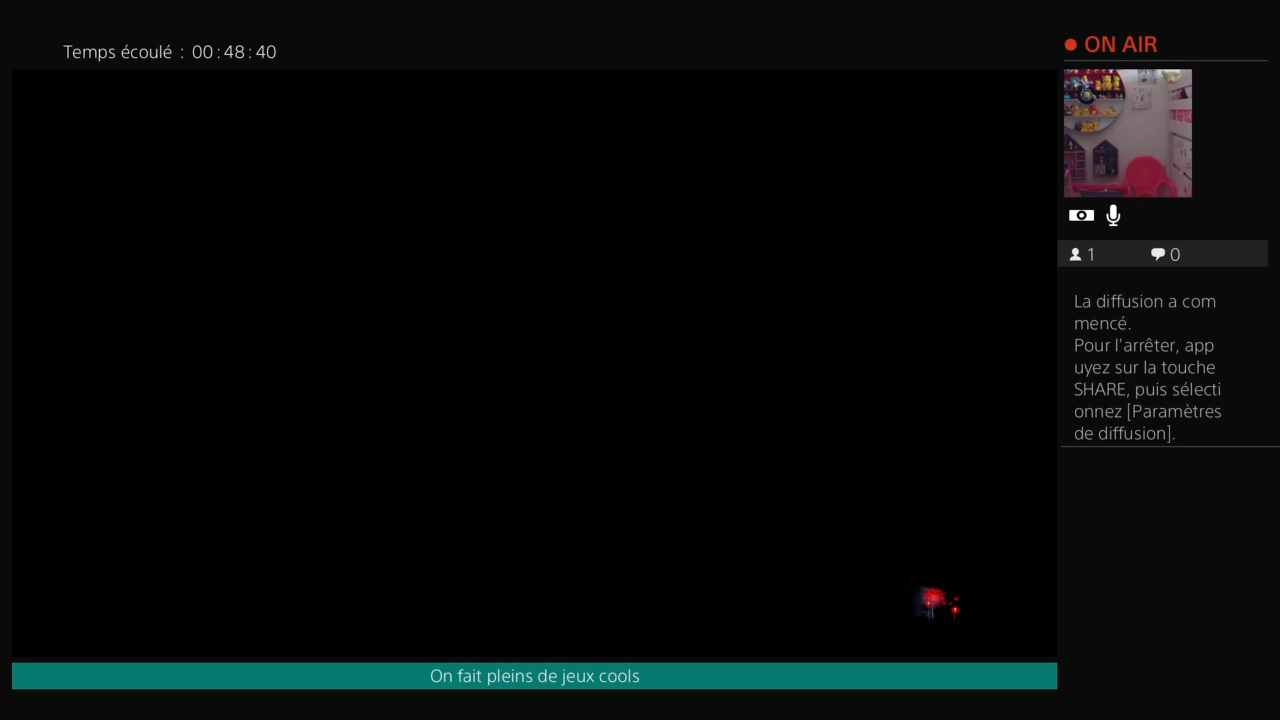 Temps écoulé : 00:48:40
ON AIR
1 0
La diffusion a com
mencé.
Pour l'arrêter, app
uyez sur la touche
SHARE, puis sélecti
onnez [Paramètres
de diffusion].
On fait pleins de jeux cools